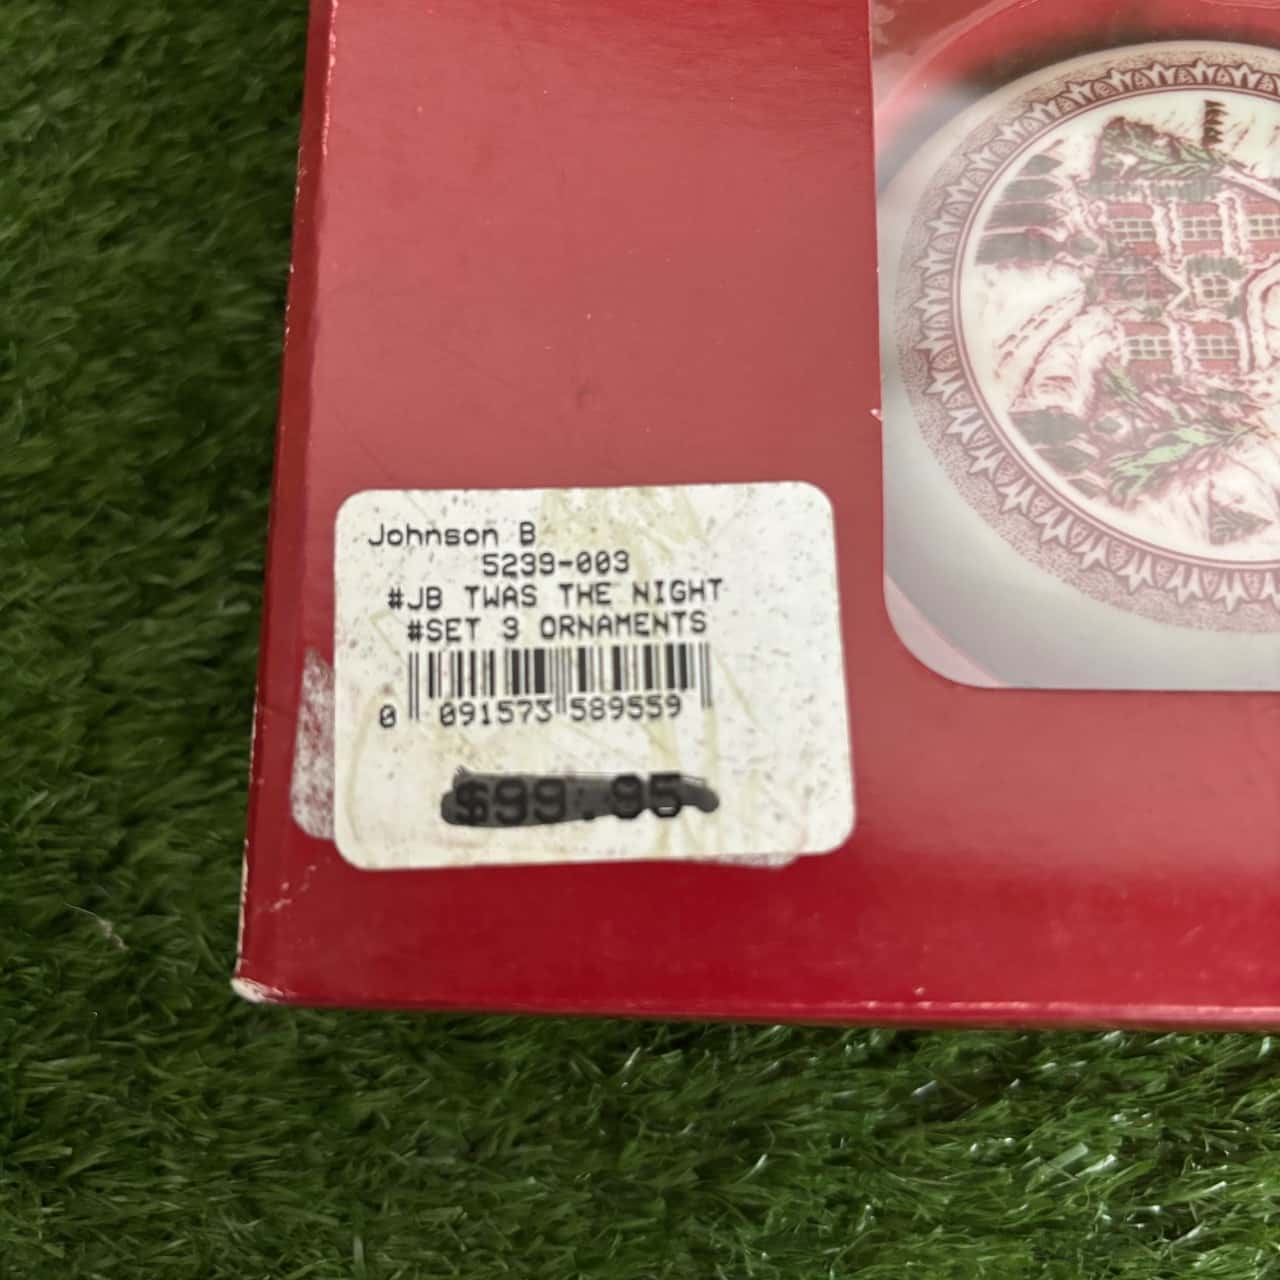 Johnson B
5239-003
#JB TWAS THE NIGHT
#SET 3 ORNAMENTS
0 091573 589559
$99.95